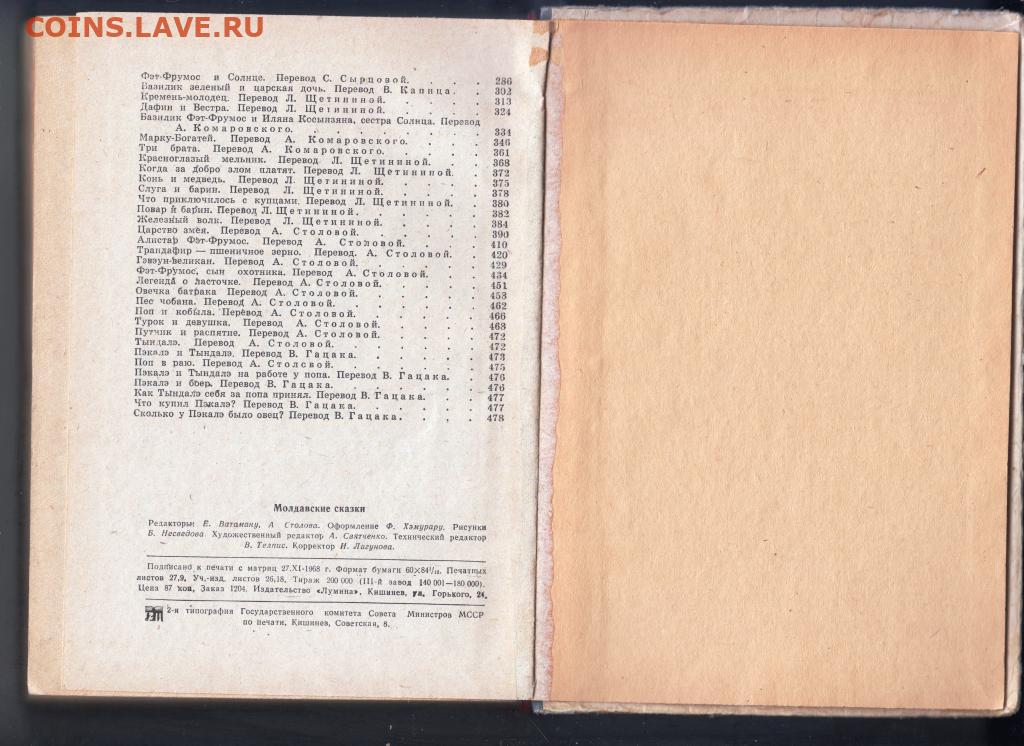 COINS.LAVE.RU
Фэт-Фрумос и Солнце. Перевод С. Сырцовой. . . . 286
Базилик зеленый и царская дочь. Перевод В. Капица. . . 302
Кремень-молодец. Перевод Л. Щетининой. . . . . 313
Дафин и Вестра. Перевод Л. Щетининой. . . . . 324
Базилик Фэт-Фрумос и Иляна Косынзяна, сестра Солнца. Перевод
А. Комаровского. . . . . . . . 334
Марку-Богатей. Перевод А. Комаровского. . . . 346
Три брата. Перевод А. Комаровского. . . . . 361
Красноглазый мельник. Перевод Л. Щетининой. . . 368
Когда за добро злом платят. Перевод Л. Щетининой. . 372
Конь и медведь. Перевод Л. Щетининой. . . . . 375
Слуга и барин. Перевод Л. Щетининой. . . . . 378
Что приключилось с купцами. Перевод Л. Щетининой. . 380
Повар и барин. Перевод Л. Щетининой. . . . . 382
Железный волк. Перевод Л. Щетининой. . . . . 384
Царство змея. Перевод А. Столовой. . . . . 390
Алистар Фэт-Фрумос. Перевод А. Столовой. . . . 410
Трандафир — пшеничное зерно. Перевод. А. Столовой. . 420
Гэвэун-великан. Перевод А. Столовой. . . . . 429
Фэт-Фрумос, сын охотника. Перевод А. Столовой. . . 434
Легенда о ласточке. Перевод А. Столовой. . . . 451
Овечка батрака Перевод А. Столовой. . . . . 453
Пес чобана. Перевод А. Столовой. . . . . . 462
Поп и кобыла. Перевод А. Столовой. . . . . 466
Турок и девушка. Перевод А. Столовой. . . . . 468
Путник и распятие. Перевод А. Столовой. . . . 472
Тындалэ. Перевод А. Столовой. . . . . . 472
Пэкалэ и Тындалэ. Перевод В. Гацака. . . . . 473
Поп в раю. Перевод А. Столовой. . . . . . 475
Пэкалэ и Тындалэ на работе у попа. Перевод В. Гацака. . 476
Пэкалэ и боер. Перевод В. Гацака. . . . . . 476
Как Тындалэ себя за попа принял. Перевод В. Гацака. . . 477
Что купил Пэкалэ? Перевод В. Гацака. . . . . 477
Сколько у Пэкалэ было овец? Перевод В. Гацака. . . . 478
Молдавские сказки
Редакторы: Е. Ватаману, А Столова. Оформление Ф. Хэмурару. Рисунки
Б. Несведова. Художественный редактор А. Святченко. Технический редактор
В. Телпис. Корректор Н. Лагунова.
Подписано к печати с матриц 27.XI-1968 г. Формат бумаги 60×84¹/₁₆. Печатных
листов 27,9. Уч.-изд. листов 26,18. Тираж 200 000 (III-й завод 140 001—180 000).
Цена 87 коп, Заказ 1204. Издательство «Лумина». Кишинев, ул. Горького, 24.
2-я типография Государственного комитета Совета Министров МССР
по печати, Кишинев, Советская, 8.